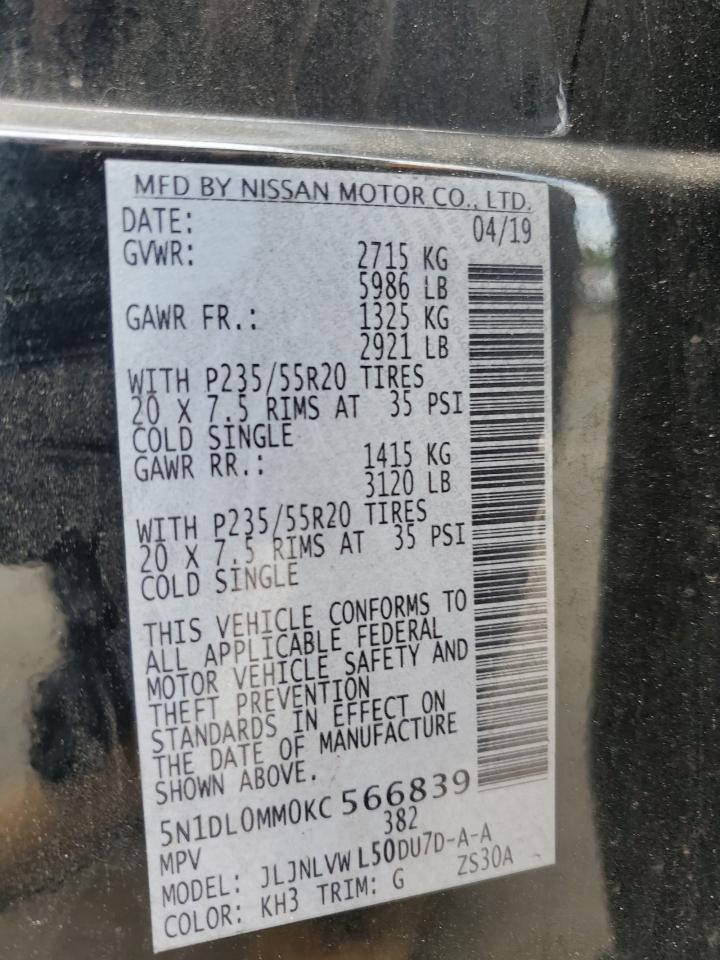 MFD BY NISSAN MOTOR CO., LTD.
DATE: 04/19
GVWR: 2715 KG
5986 LB
GAWR FR.: 1325 KG
2921 LB
WITH P235/55R20 TIRES
20 X 7.5 RIMS AT 35 PSI
COLD SINGLE
GAWR RR.: 1415 KG
3120 LB
WITH P235/55R20 TIRES
20 X 7.5 RIMS AT 35 PSI
COLD SINGLE
THIS VEHICLE CONFORMS TO
ALL APPLICABLE FEDERAL
MOTOR VEHICLE SAFETY AND
THEFT PREVENTION
STANDARDS IN EFFECT ON
THE DATE OF MANUFACTURE
SHOWN ABOVE.
5N1DL0MM0KC 566839
MPV 382
MODEL: JLJNLVW L50DU7D-A-A
COLOR: KH3 TRIM: G ZS30A